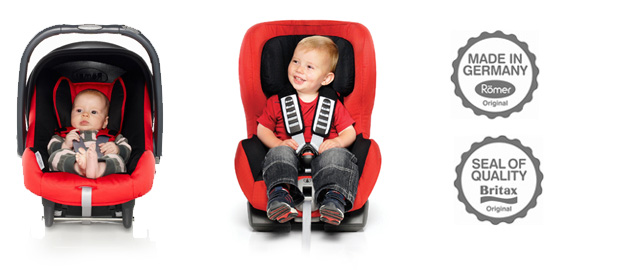 MADE IN
GERMANY
Römer
Original
SEAL OF
QUALITY
Britax
Original